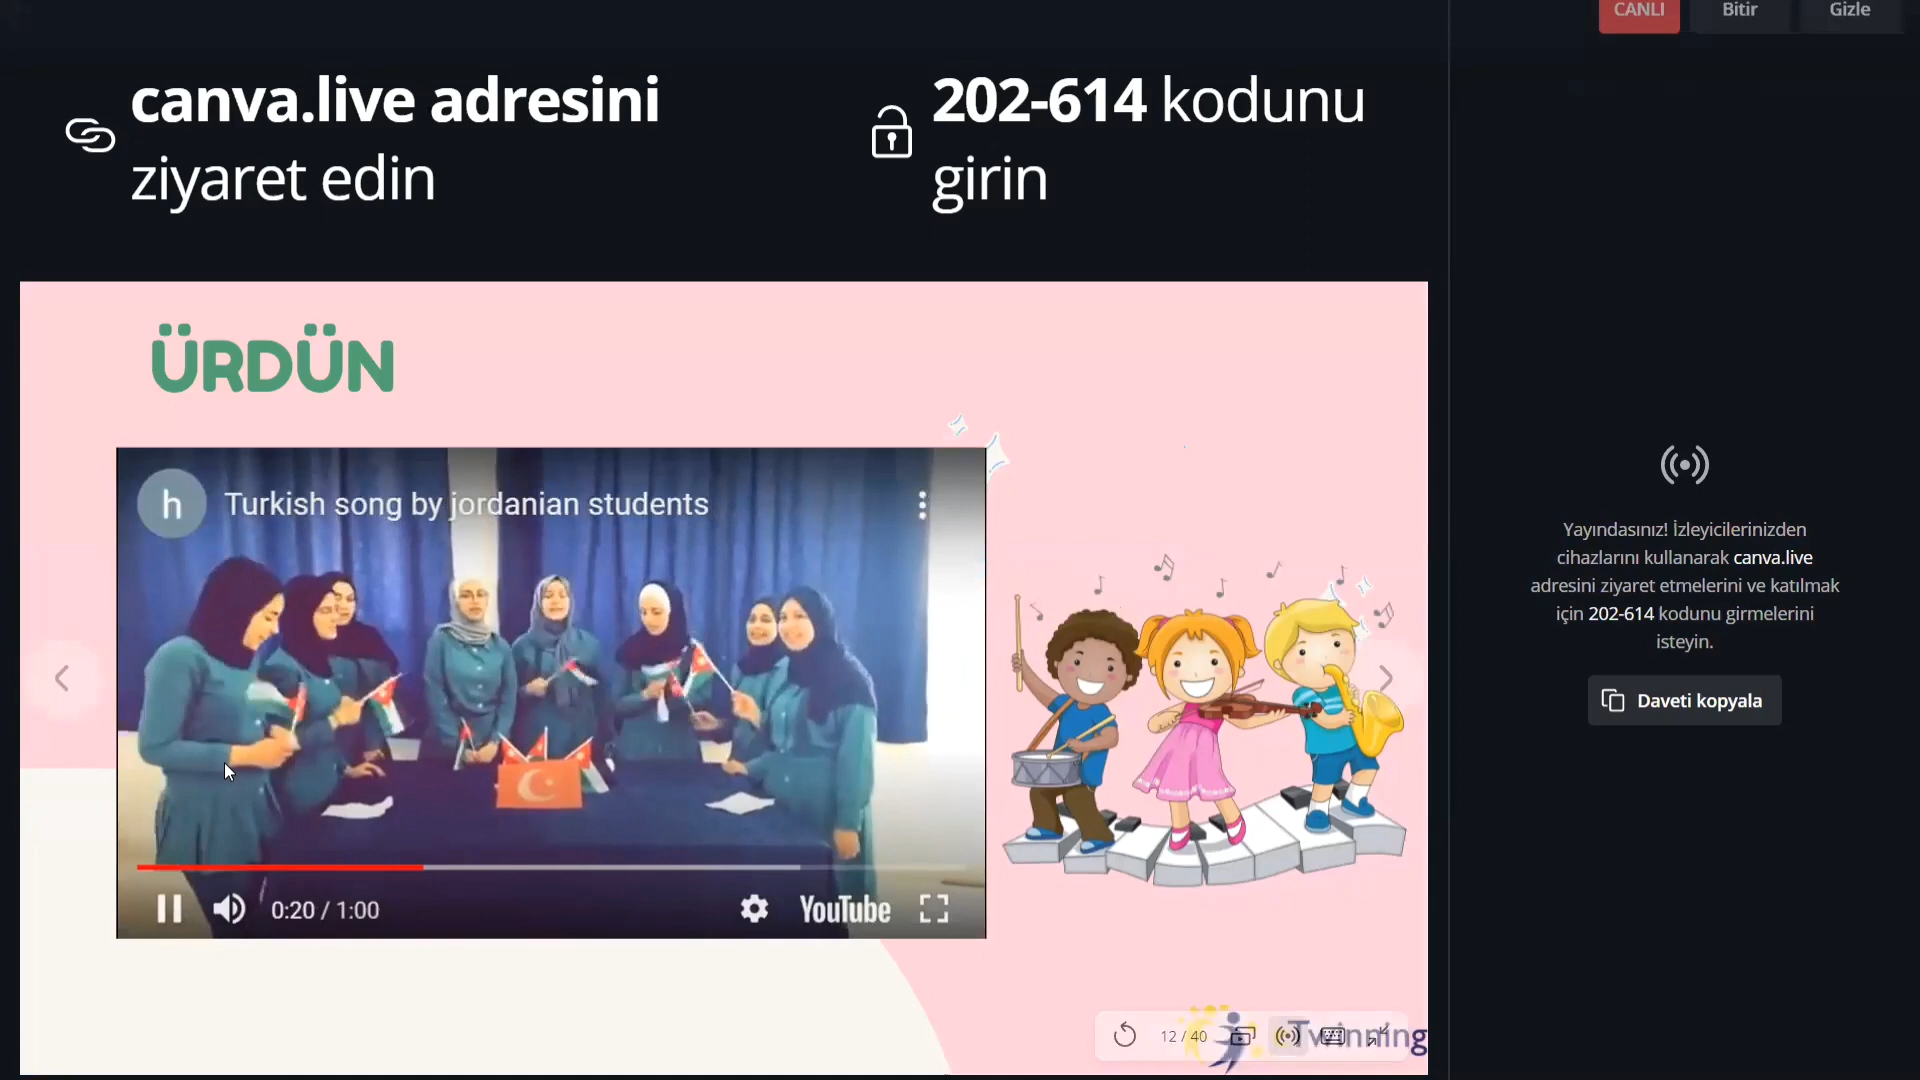 CANLI
Bitir
Gizle
canva.live adresini
ziyaret edin
202-614 kodunu
girin
ÜRDÜN
h
Turkish song by jordanian students
0:20 / 1:00
YouTube
Yayındasınız! İzleyicilerinizden
cihazlarını kullanarak canva.live
adresini ziyaret etmelerini ve katılmak
için 202-614 kodunu girmelerini
isteyin.
Daveti kopyala
12 / 40
Twinning